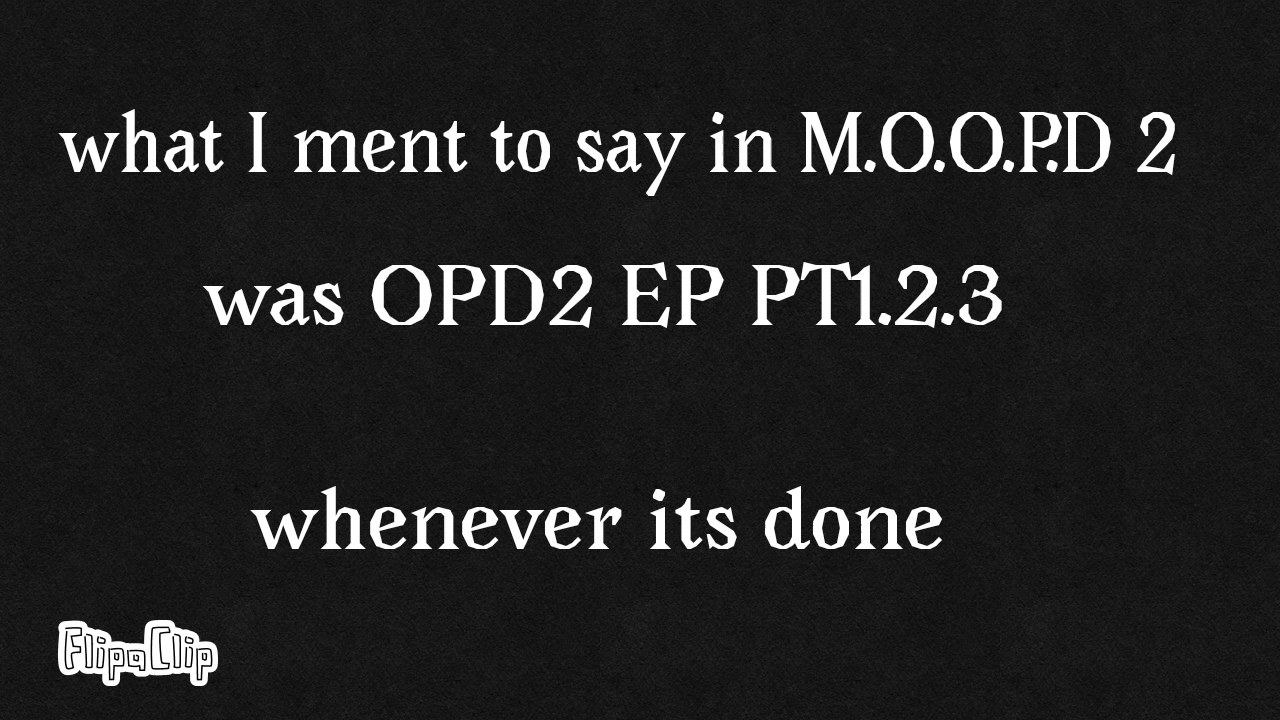 what I ment to say in M.O.O.P.D 2
was OPD2 EP PT1.2.3
whenever its done
FlipaClip